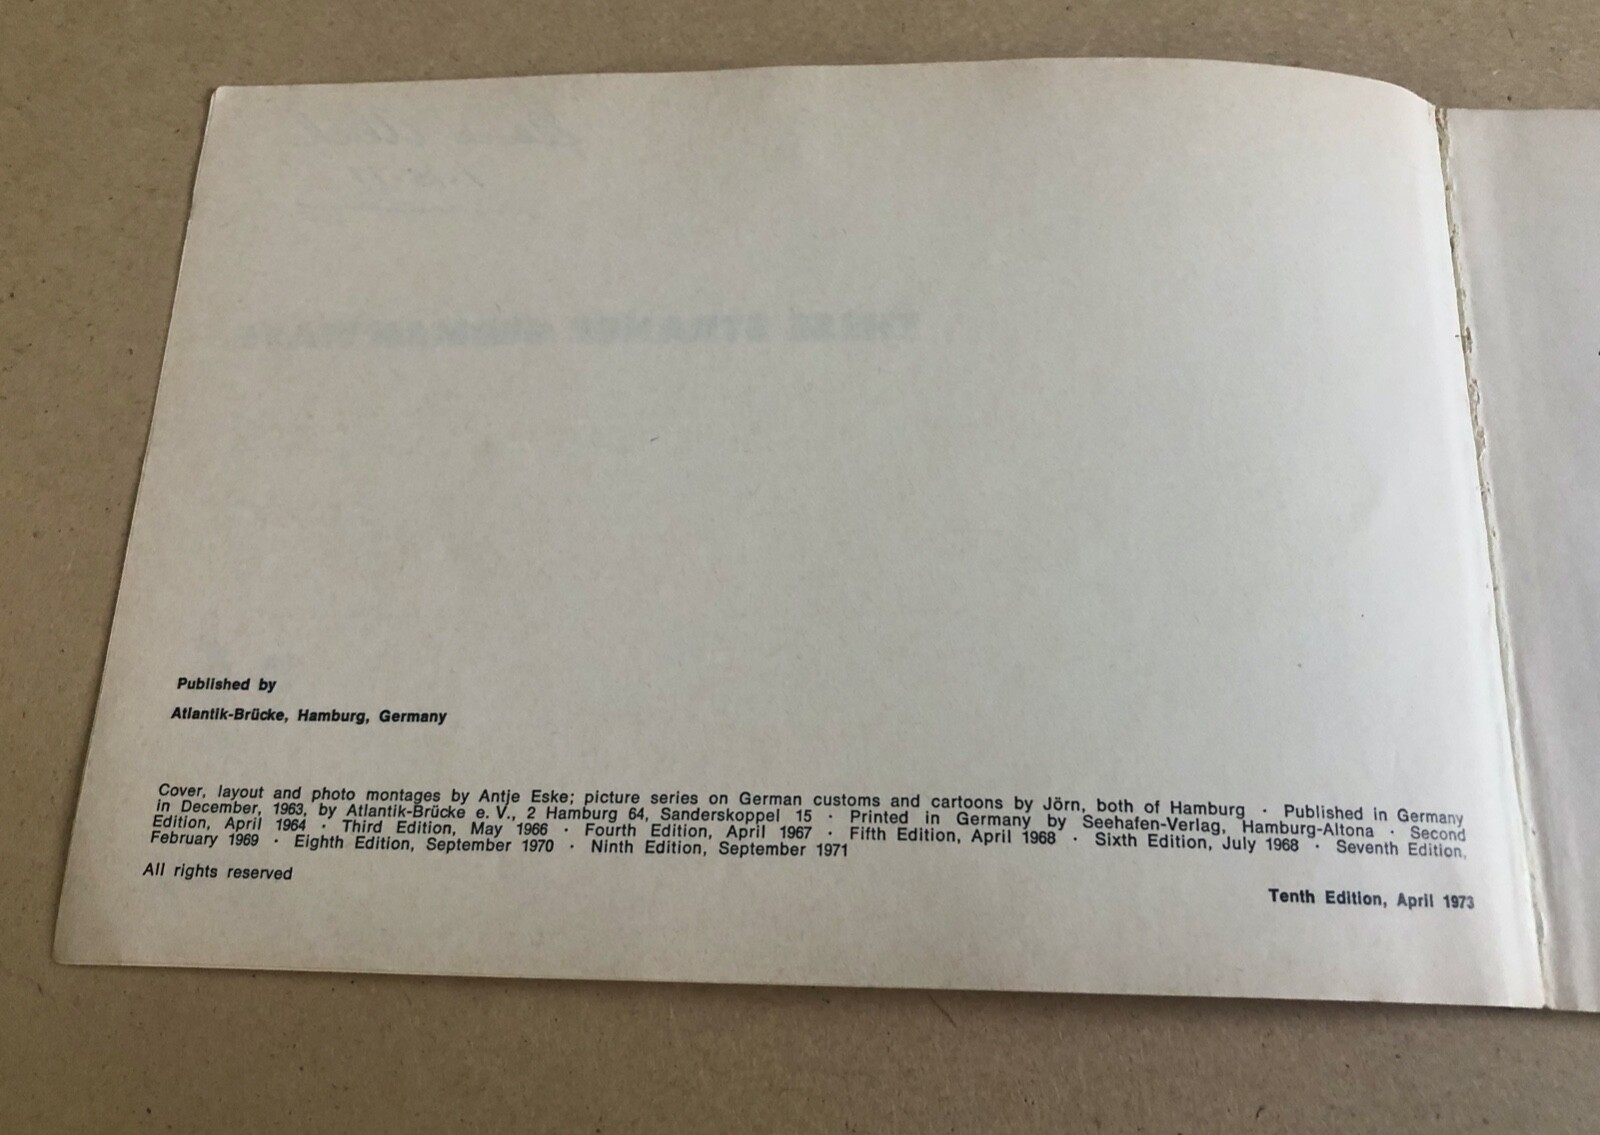 THESE STRANGE GERMAN WAYS
Published by
Atlantik-Brücke, Hamburg, Germany
Cover, layout and photo montages by Antje Eske; picture series on German customs and cartoons by Jörn, both of Hamburg · Published in Germany
in December, 1963, by Atlantik-Brücke e. V., 2 Hamburg 64, Sanderskoppel 15 · Printed in Germany by Seehafen-Verlag, Hamburg-Altona · Second
Edition, April 1964 · Third Edition, May 1966 · Fourth Edition, April 1967 · Fifth Edition, April 1968 · Sixth Edition, July 1968 · Seventh Edition,
February 1969 · Eighth Edition, September 1970 · Ninth Edition, September 1971
All rights reserved
Tenth Edition, April 1973